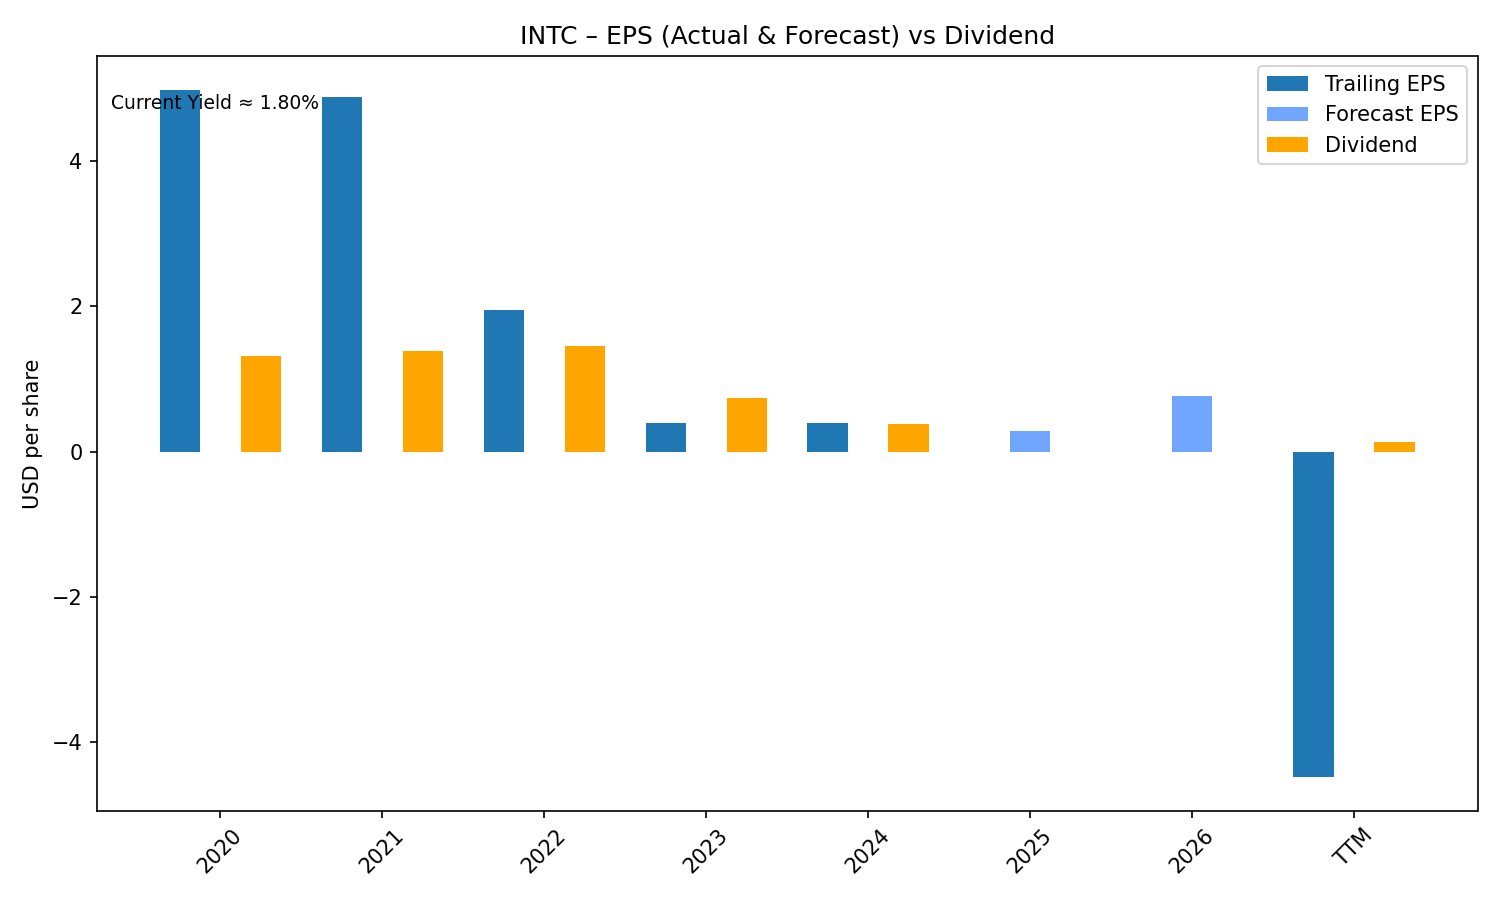 INTC – EPS (Actual & Forecast) vs Dividend
Current Yield ≈ 1.80%
Trailing EPS
Forecast EPS
Dividend
USD per share
4
2
0
−2
−4
2020
2021
2022
2023
2024
2025
2026
TTM